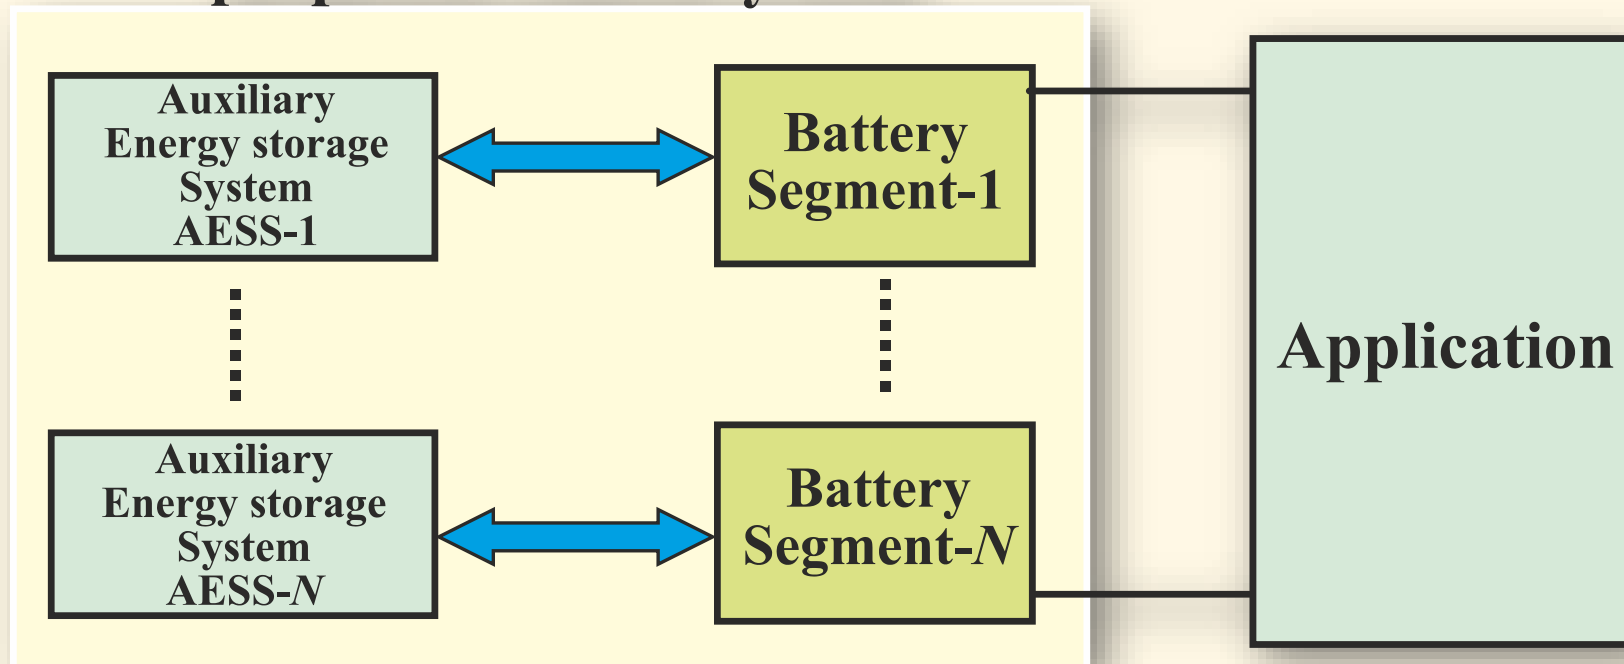 Auxiliary
Energy storage
System
AESS-1
Battery
Segment-1
Application
Auxiliary
Energy storage
System
AESS-N
Battery
Segment-N